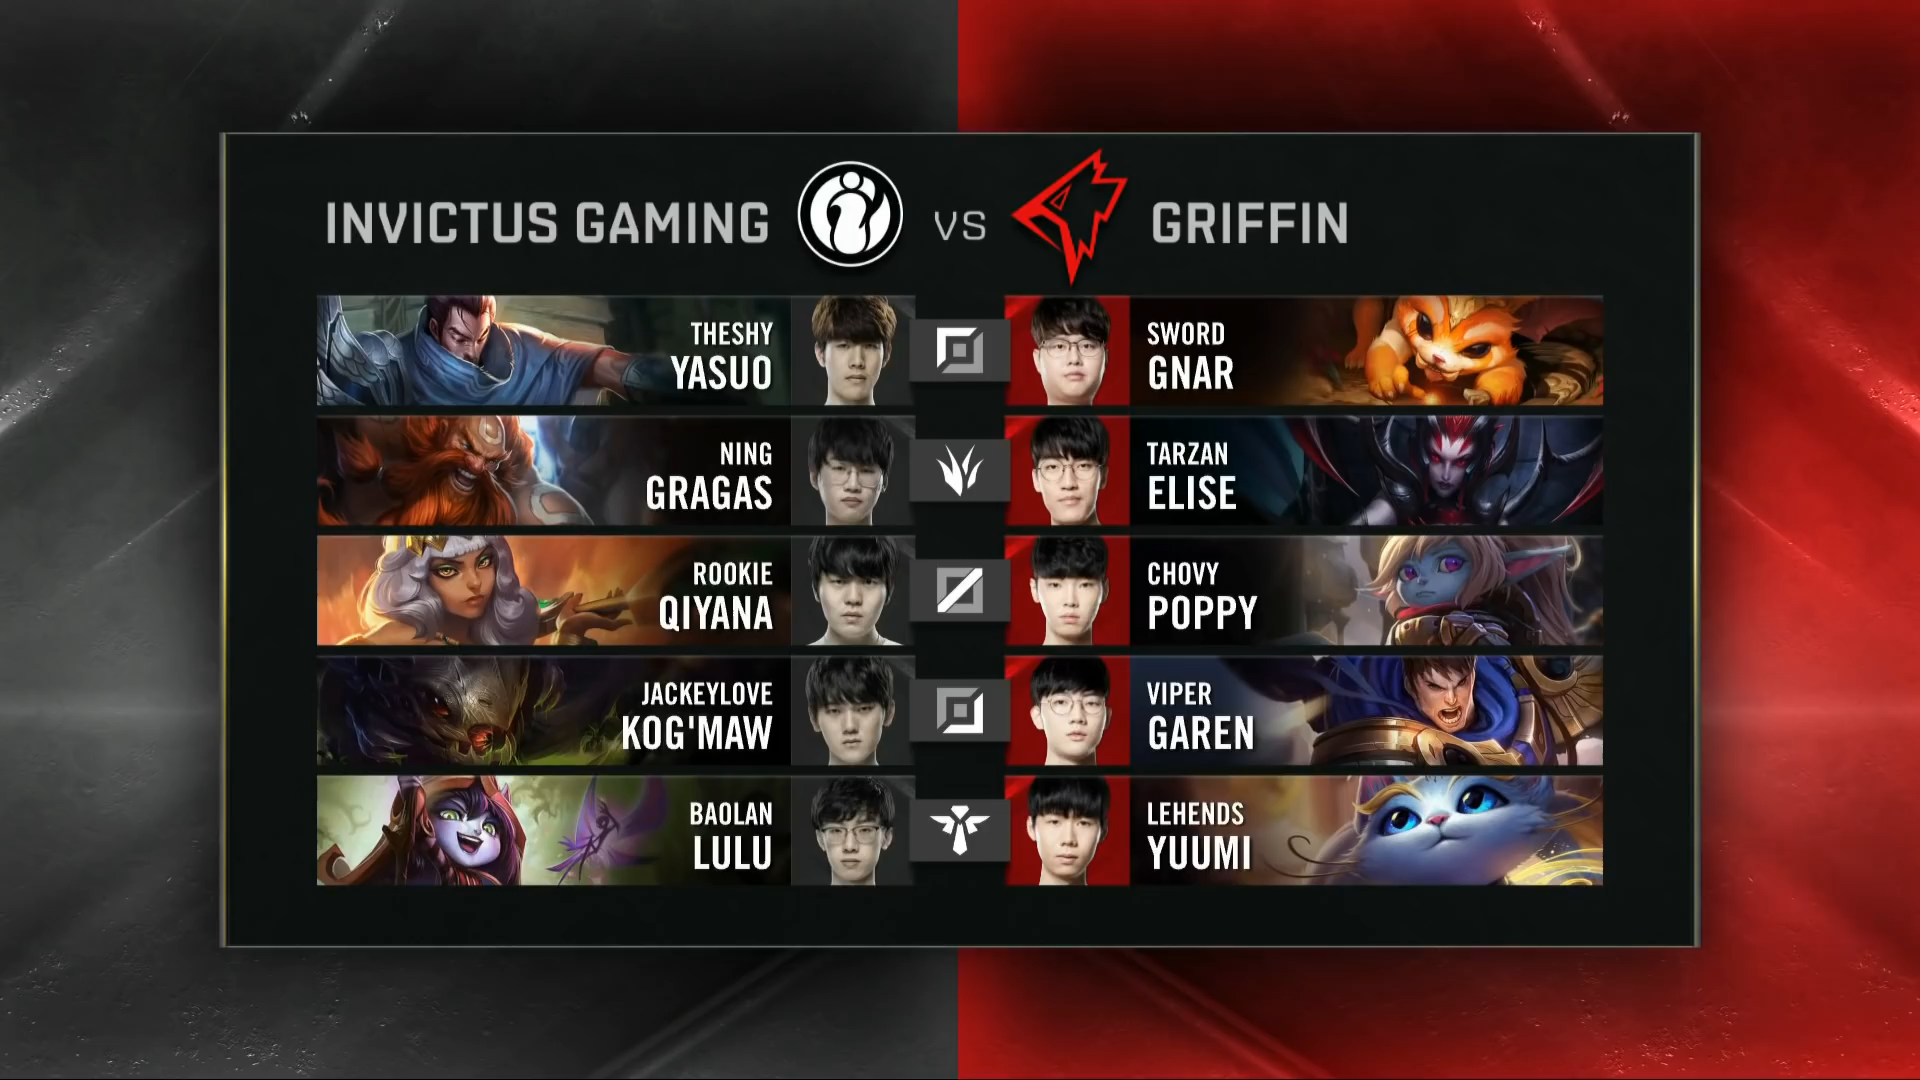 INVICTUS GAMING VS GRIFFIN
THESHY
YASUO
SWORD
GNAR
NING
GRAGAS
TARZAN
ELISE
ROOKIE
QIYANA
CHOVY
POPPY
JACKEYLOVE
KOG'MAW
VIPER
GAREN
BAOLAN
LULU
LEHENDS
YUUMI